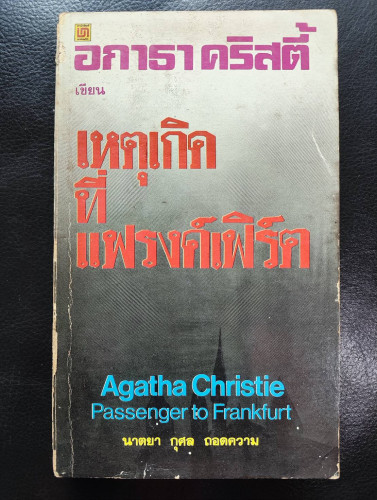 อกาธา คริสตี้
เขียน
เหตุเกิด
ที่
แฟรงค์เฟิร์ต
Agatha Christie
Passenger to Frankfurt
นาตยา กุศล ถอดความ